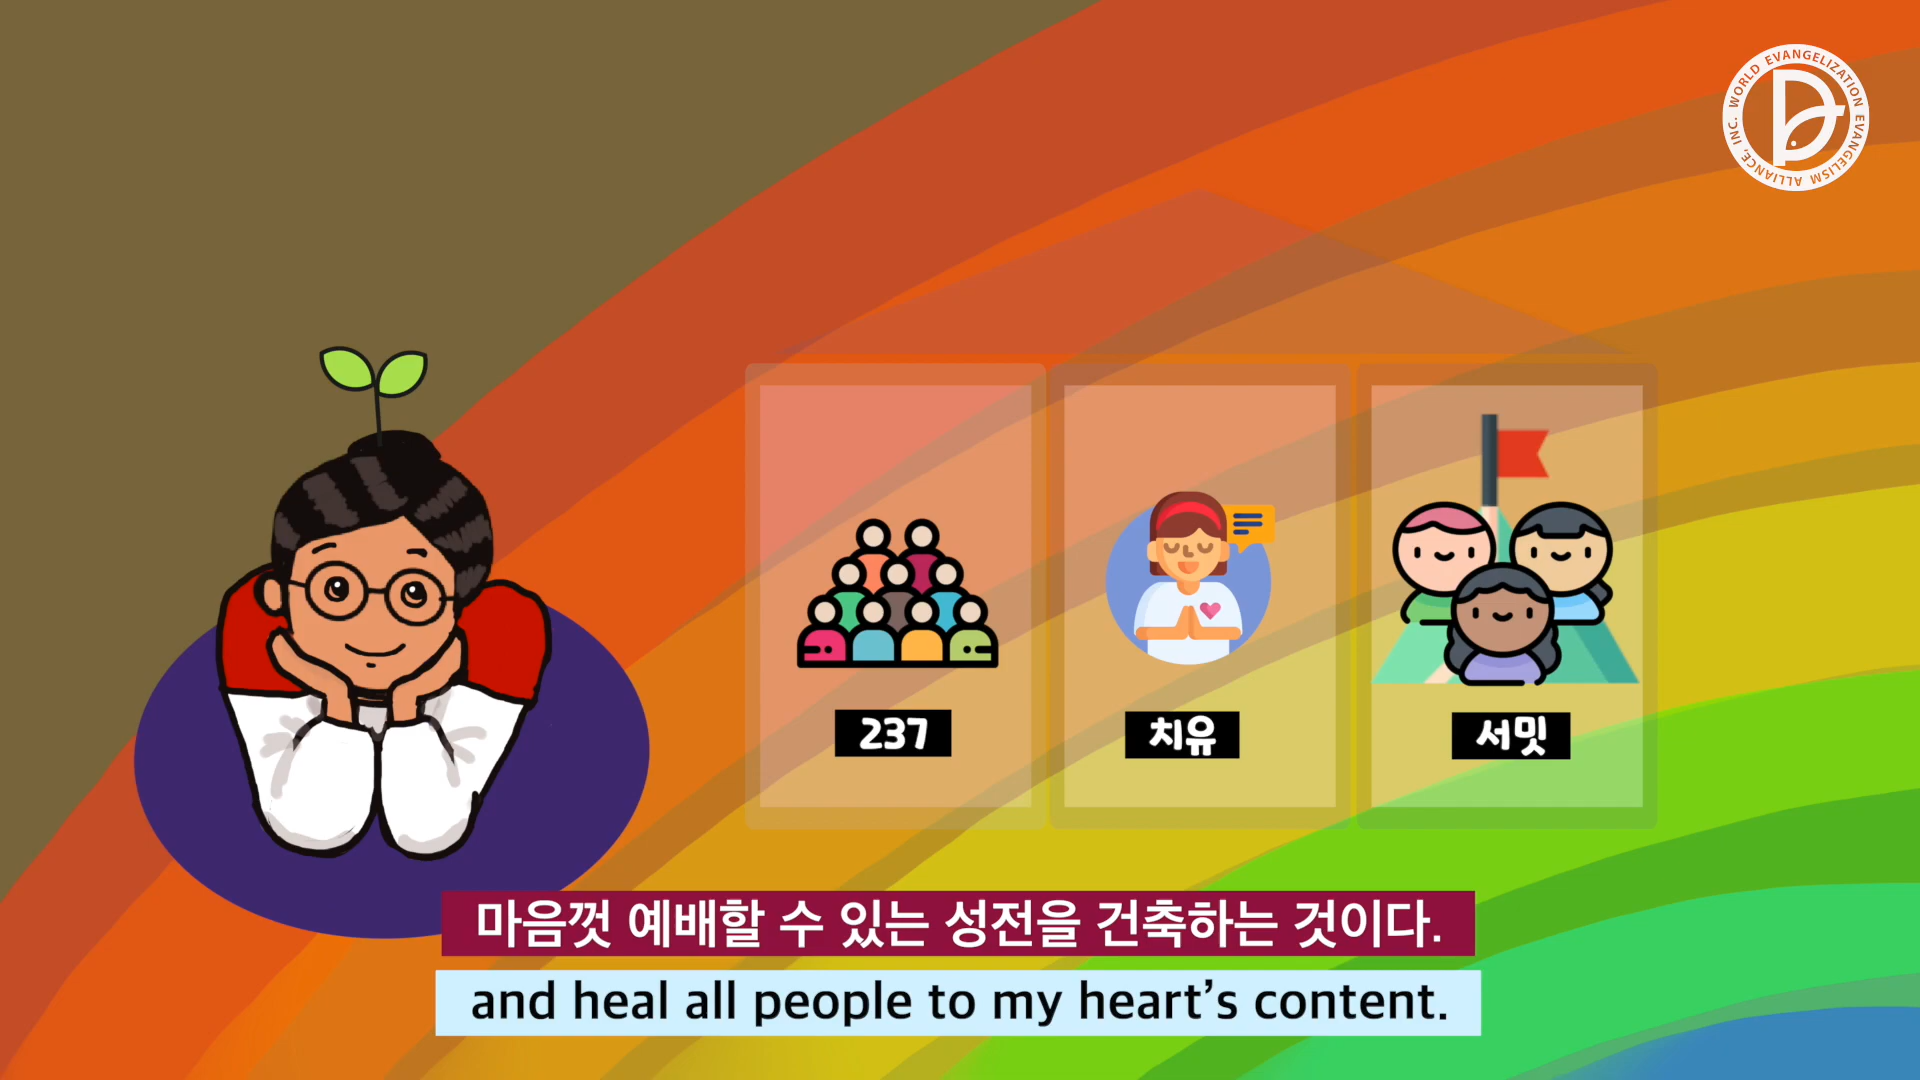 WORLD EVANGELIZATION EVANGELISM ALLIANCE, INC.
237
치유
서밋
마음껏 예배할 수 있는 성전을 건축하는 것이다.
and heal all people to my heart's content.